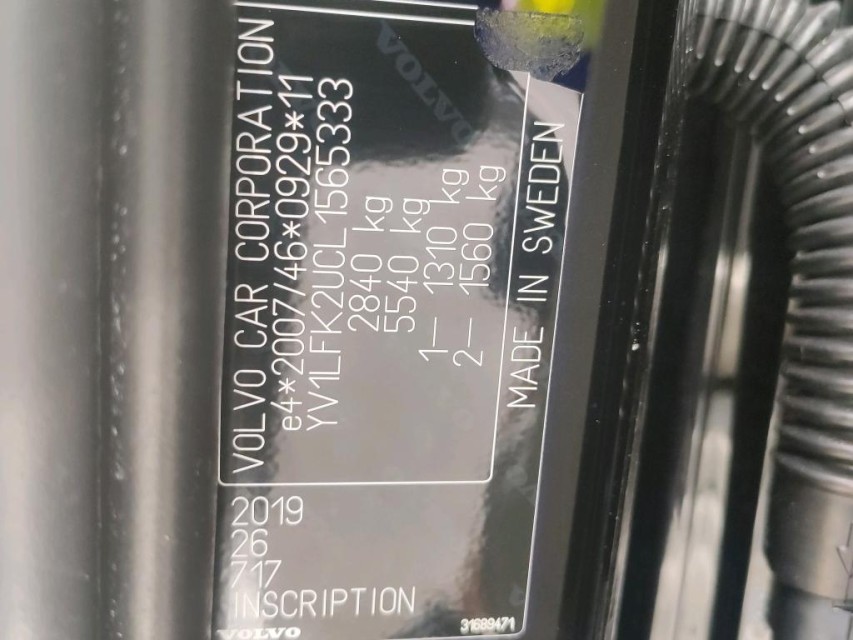 VOLVO CAR CORPORATION
e4*2007/46*0929*11
YV1LFK2UCL1565333
2840 kg
5540 kg
1— 1310 kg
2— 1560 kg
MADE IN SWEDEN
VOLVO
2019
26
717
INSCRIPTION
VOLVO
31689471